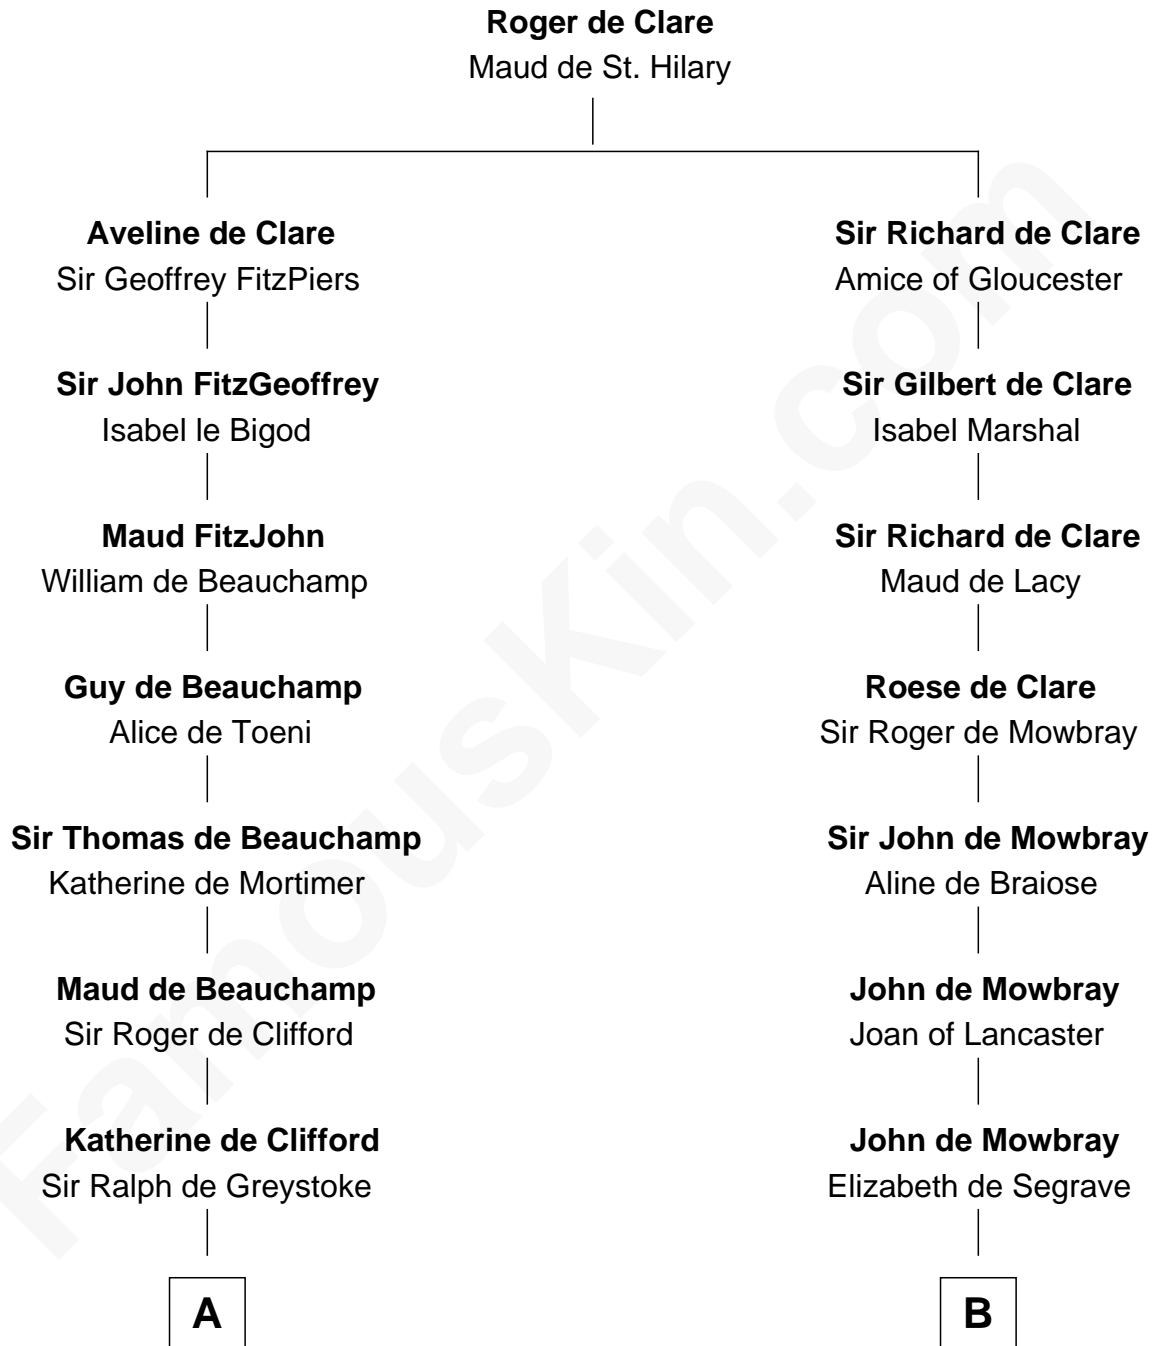 Roger de Clare
Maud de St. Hilary
Aveline de Clare
Sir Geoffrey FitzPiers
Sir Richard de Clare
Amice of Gloucester
Sir John FitzGeoffrey
Isabel le Bigod
Sir Gilbert de Clare
Isabel Marshal
Maud FitzJohn
William de Beauchamp
Sir Richard de Clare
Maud de Lacy
Guy de Beauchamp
Alice de Toeni
Roese de Clare
Sir Roger de Mowbray
Sir Thomas de Beauchamp
Katherine de Mortimer
Sir John de Mowbray
Aline de Braiose
Maud de Beauchamp
Sir Roger de Clifford
John de Mowbray
Joan of Lancaster
Katherine de Clifford
Sir Ralph de Greystoke
John de Mowbray
Elizabeth de Segrave
A
B
FamousKin.com